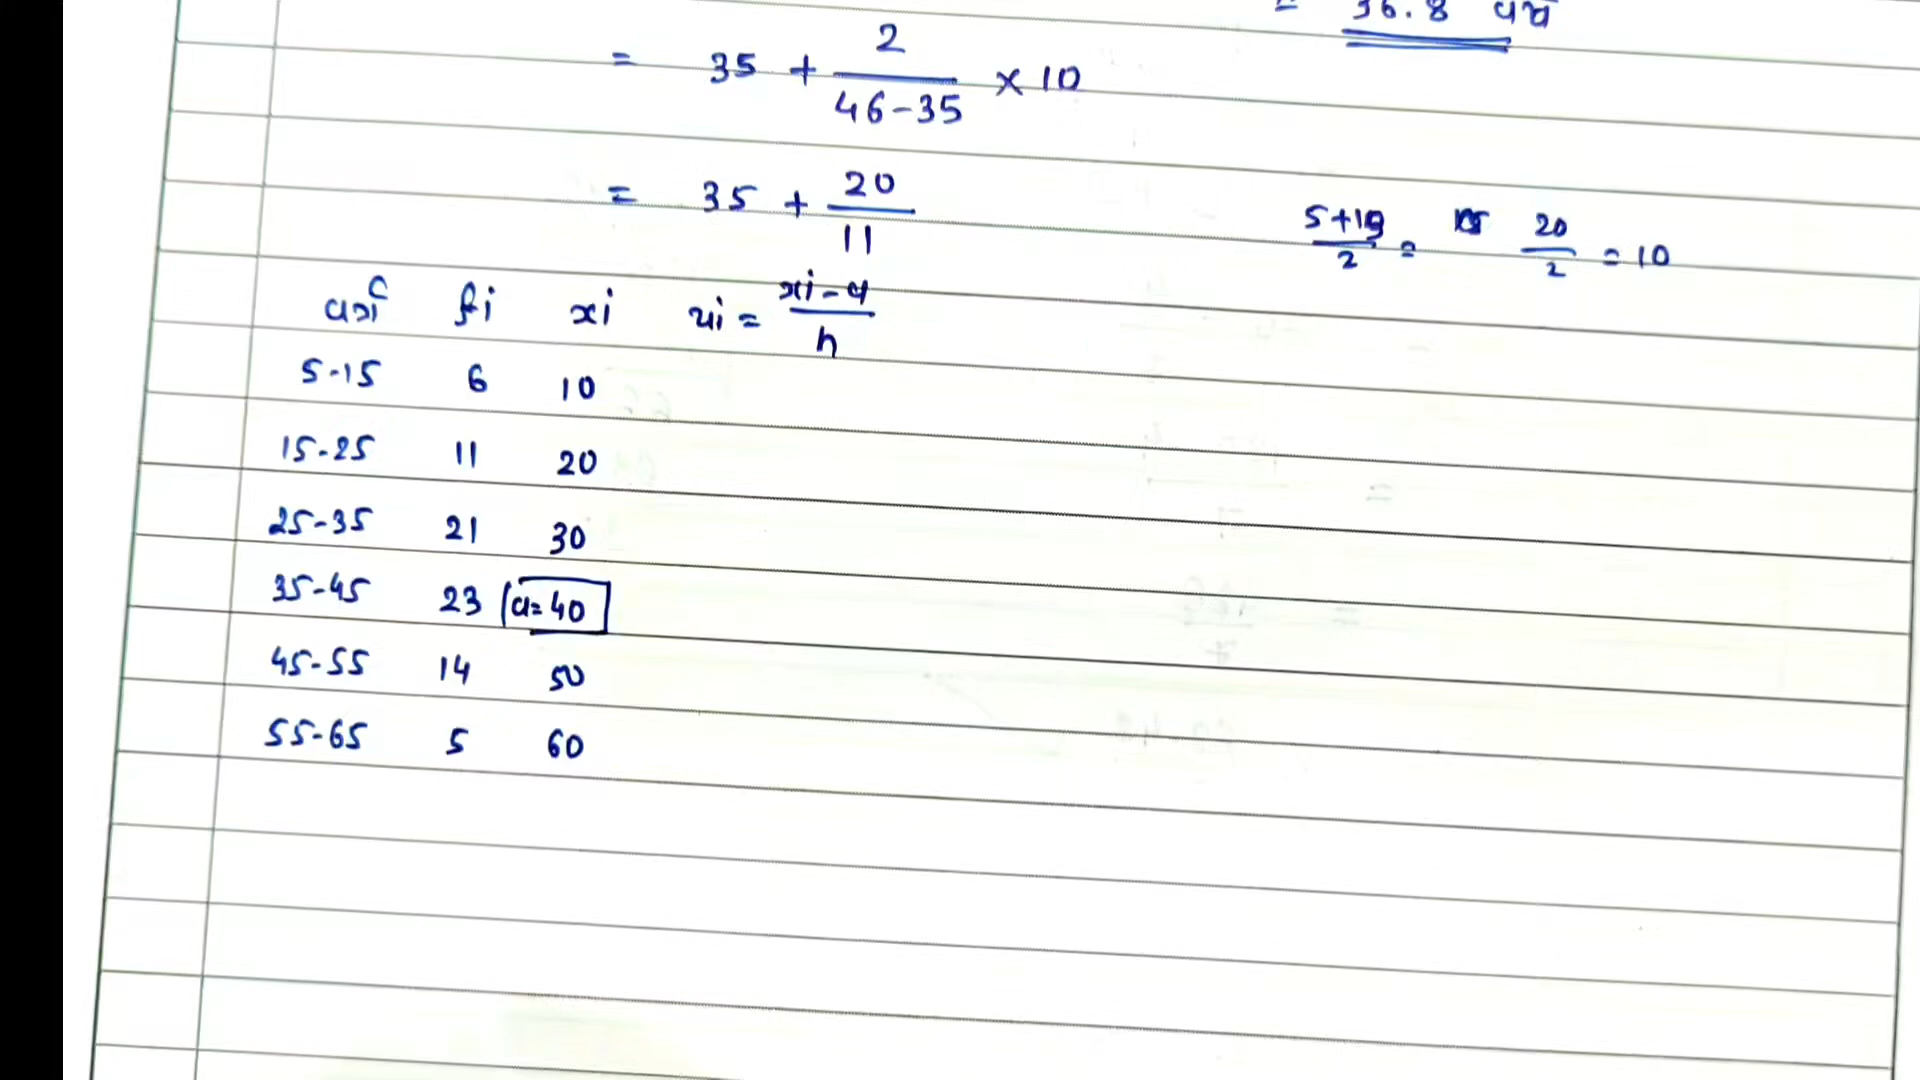 = 36.8 वर्ष
= 35 + 2/46-35 × 10
= 35 + 20/11
5+15/2 = 20/2 = 10
वर्ग fi xi ui = xi-a/h
5-15 6 10
15-25 11 20
25-35 21 30
35-45 23 a=40
45-55 14 50
55-65 5 60